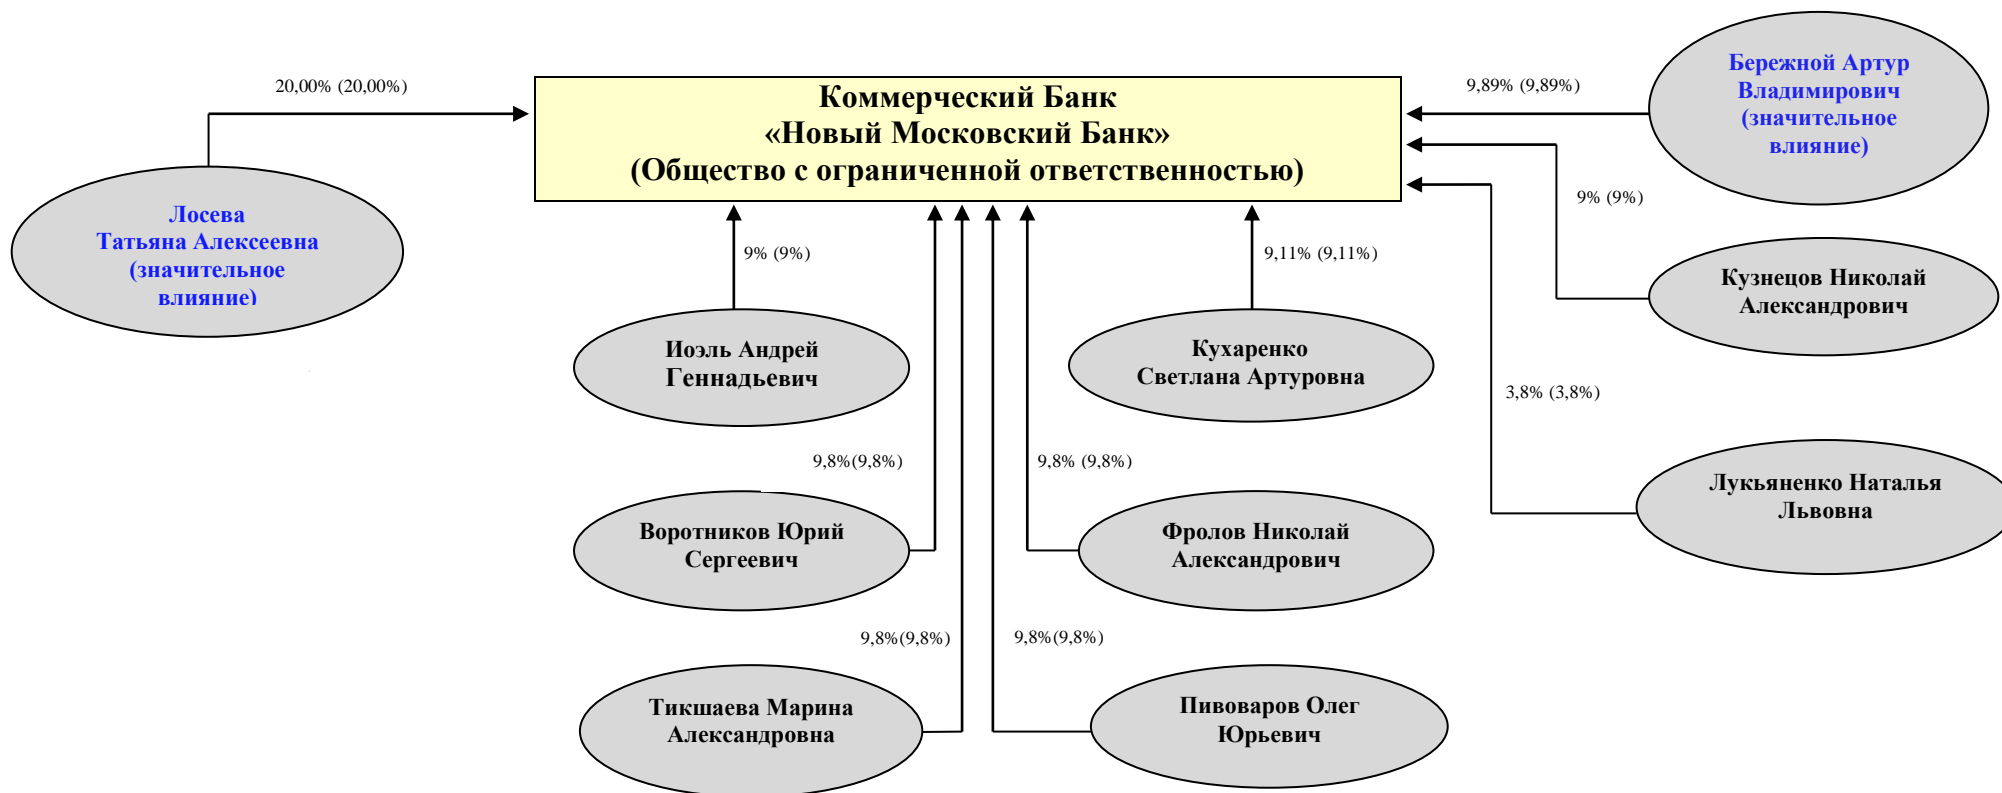 20,00% (20,00%)
Коммерческий Банк
«Новый Московский Банк»
(Общество с ограниченной ответственностью)
9,89% (9,89%)
Бережной Артур
Владимирович
(значительное
влияние)
Лосева
Татьяна Алексеевна
(значительное
влияние)
9% (9%)
9,11% (9,11%)
9% (9%)
Кузнецов Николай
Александрович
Иоэль Андрей
Геннадьевич
Кухаренко
Светлана Артуровна
3,8% (3,8%)
9,8%(9,8%)
9,8% (9,8%)
Лукьяненко Наталья
Львовна
Воротников Юрий
Сергеевич
Фролов Николай
Александрович
9,8%(9,8%)
9,8%(9,8%)
Тикшаева Марина
Александровна
Пивоваров Олег
Юрьевич